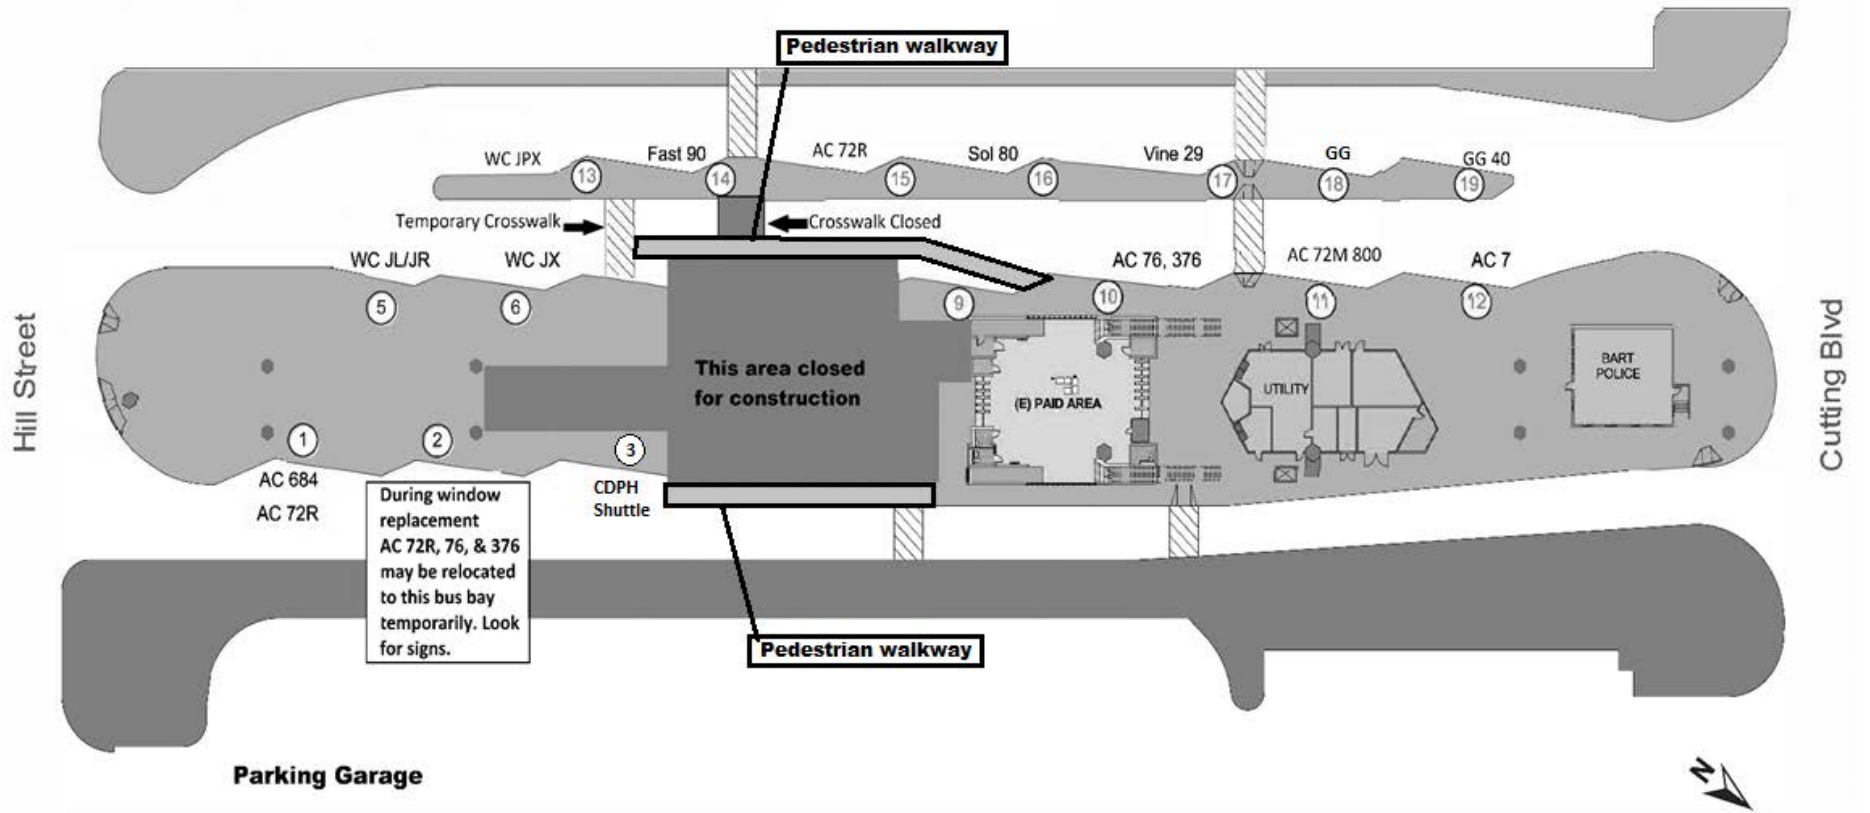 Pedestrian walkway
WC JPX
Fast 90
AC 72R
Sol 80
Vine 29
GG
GG 40
13
14
15
16
17
18
19
Temporary Crosswalk
Crosswalk Closed
WC JL/JR
WC JX
AC 76, 376
AC 72M 800
AC 7
5
6
9
10
11
12
Hill Street
This area closed
for construction
(E) PAID AREA
UTILITY
BART
POLICE
Cutting Blvd
1
2
3
AC 684
AC 72R
During window
replacement
AC 72R, 76, & 376
may be relocated
to this bus bay
temporarily. Look
for signs.
CDPH
Shuttle
Pedestrian walkway
Parking Garage
N